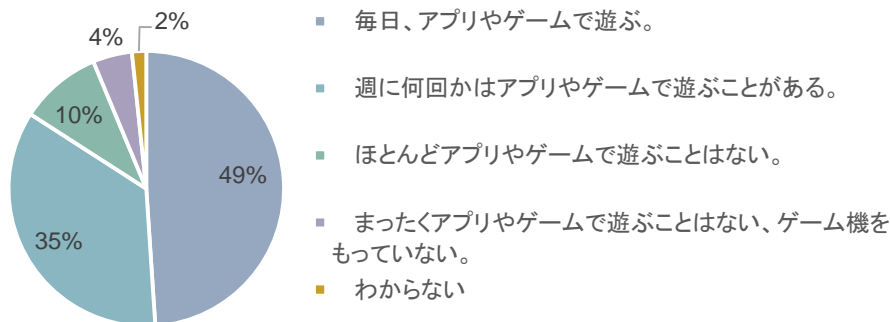 2%
4%
10%
49%
35%
毎日、アプリやゲームで遊ぶ。
週に何回かはアプリやゲームで遊ぶことがある。
ほとんどアプリやゲームで遊ぶことはない。
まったくアプリやゲームで遊ぶことはない、ゲーム機を
もっていない。
わからない